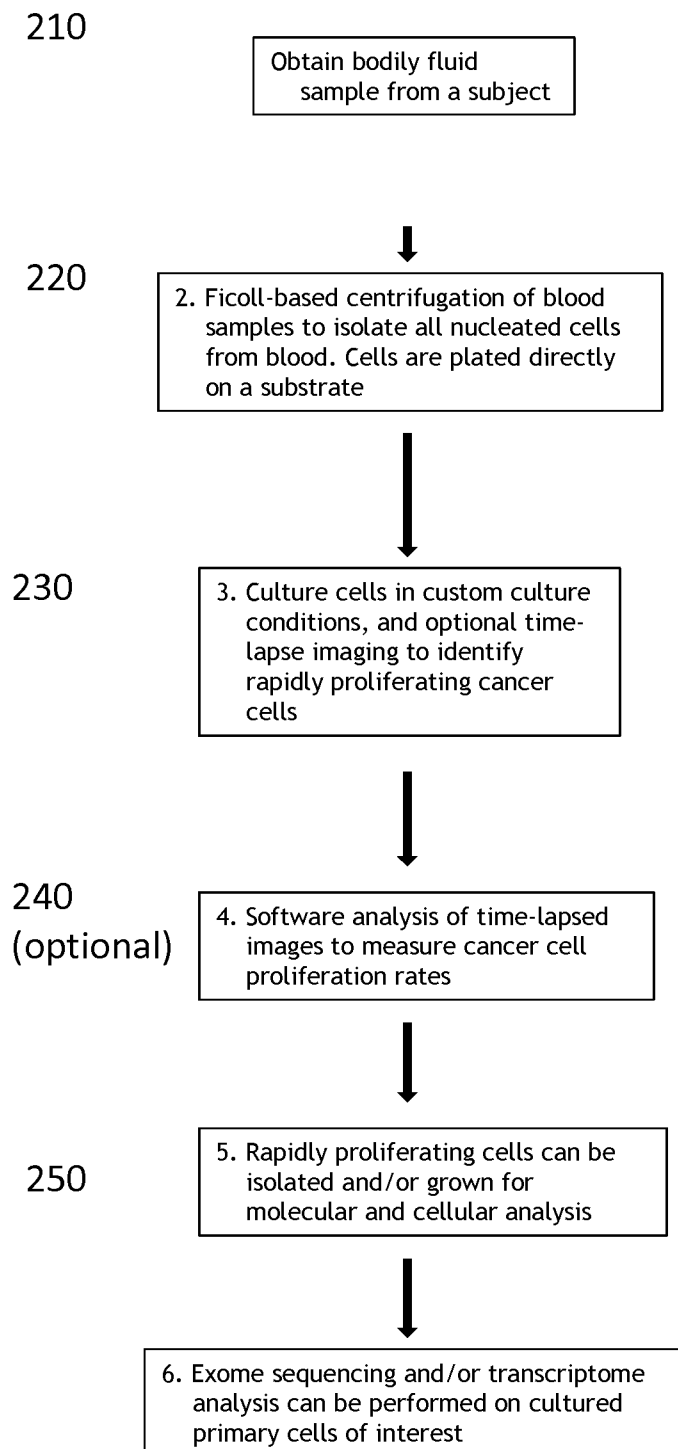 210
Obtain bodily fluid
sample from a subject
220
2. Ficoll-based centrifugation of blood
samples to isolate all nucleated cells
from blood. Cells are plated directly
on a substrate
230
3. Culture cells in custom culture
conditions, and optional time-
lapse imaging to identify
rapidly proliferating cancer
cells
240
(optional)
4. Software analysis of time-lapsed
images to measure cancer cell
proliferation rates
250
5. Rapidly proliferating cells can be
isolated and/or grown for
molecular and cellular analysis
6. Exome sequencing and/or transcriptome
analysis can be performed on cultured
primary cells of interest